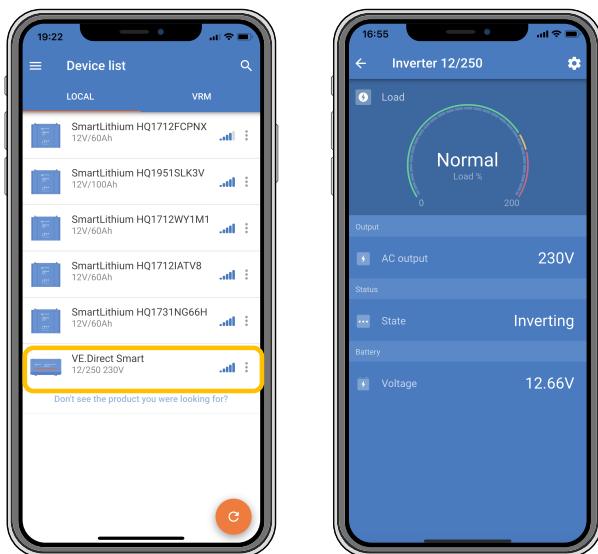 19:22
Device list
LOCAL VRM
SmartLithium HQ1712FCPNX
12V/60Ah
SmartLithium HQ1951SLK3V
12V/100Ah
SmartLithium HQ1712WY1M1
12V/60Ah
SmartLithium HQ1712IATV8
12V/60Ah
SmartLithium HQ1731NG66H
12V/60Ah
VE.Direct Smart
12/250 230V
Don't see the product you were looking for?
16:55
Inverter 12/250
Load
Normal
Load %
0 200
Output
AC output 230V
Status
State Inverting
Battery
Voltage 12.66V